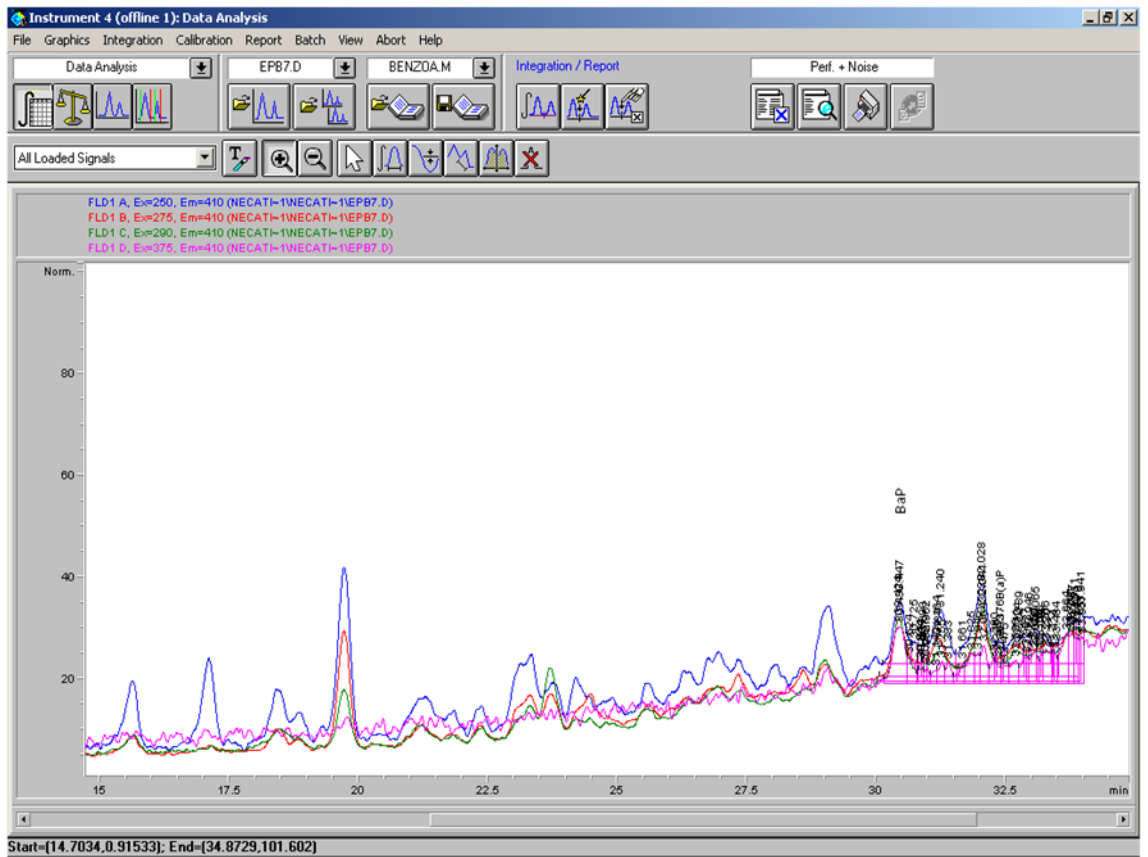 Instrument 4 (offline 1): Data Analysis
File Graphics Integration Calibration Report Batch View Abort Help
Data Analysis EPB7.D BENZOA.M Integration / Report Perf. + Noise
All Loaded Signals
FLD1 A, Ex=250, Em=410 (NECATI~1\NECATI~1\EPB7.D)
FLD1 B, Ex=275, Em=410 (NECATI~1\NECATI~1\EPB7.D)
FLD1 C, Ex=290, Em=410 (NECATI~1\NECATI~1\EPB7.D)
FLD1 D, Ex=375, Em=410 (NECATI~1\NECATI~1\EPB7.D)
Norm.
80
60
BaP
40
20
15 17.5 20 22.5 25 27.5 30 32.5 min
Start=(14.7034,0.91533); End=(34.8729,101.602)